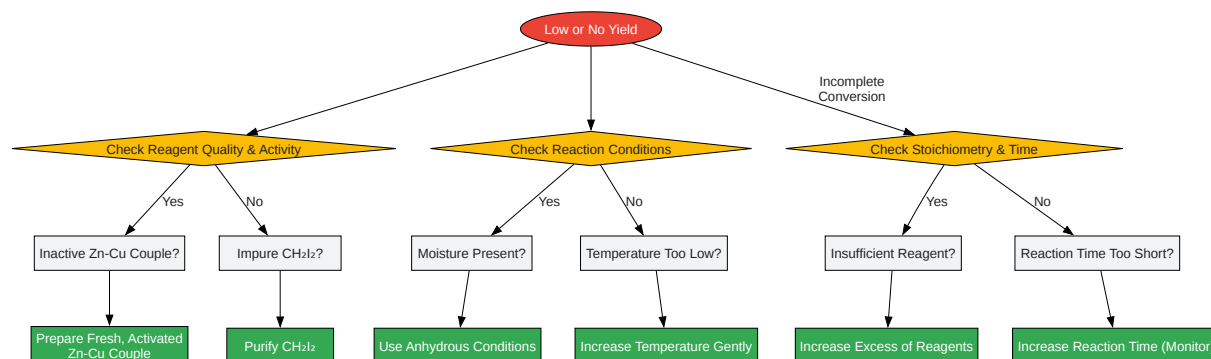 Low or No Yield
Incomplete
Conversion
Check Reagent Quality & Activity
Check Reaction Conditions
Check Stoichiometry & Time
Yes
No
Yes
No
Yes
No
Inactive Zn-Cu Couple?
Impure CH₂I₂?
Moisture Present?
Temperature Too Low?
Insufficient Reagent?
Reaction Time Too Short?
Prepare Fresh, Activated
Zn-Cu Couple
Purify CH₂I₂
Use Anhydrous Conditions
Increase Temperature Gently
Increase Excess of Reagents
Increase Reaction Time (Monitor